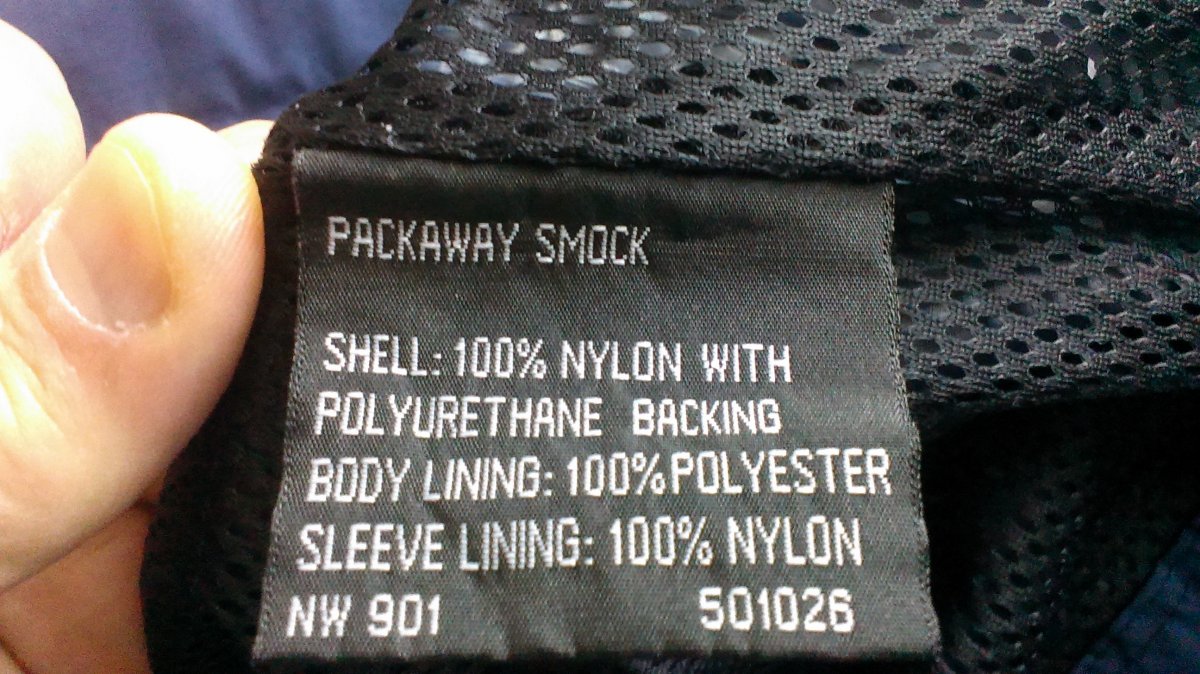 PACKAWAY SMOCK
SHELL: 100% NYLON WITH
POLYURETHANE BACKING
BODY LINING: 100% POLYESTER
SLEEVE LINING: 100% NYLON
NW 901 501026